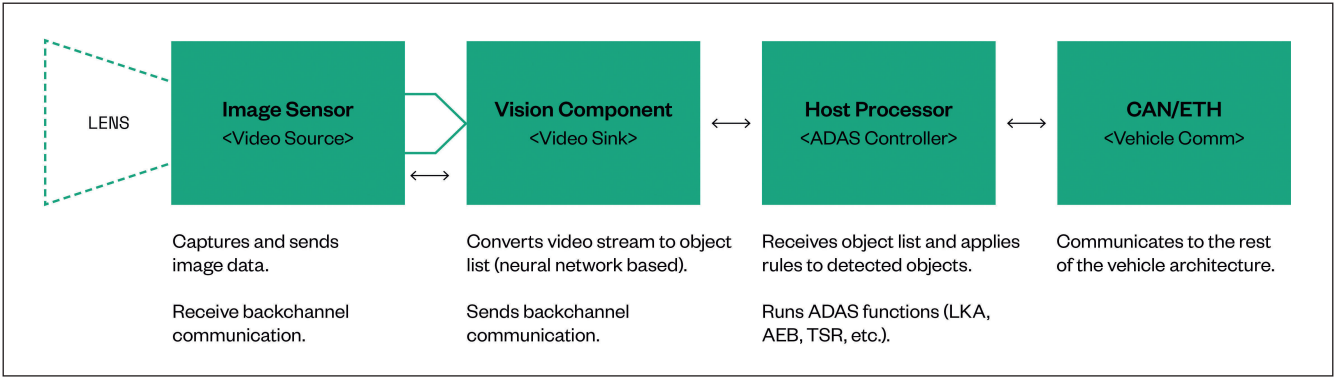 LENS
Image Sensor
<Video Source>
Captures and sends
image data.
Receive backchannel
communication.
Vision Component
<Video Sink>
Converts video stream to object
list (neural network based).
Sends backchannel
communication.
Host Processor
<ADAS Controller>
Receives object list and applies
rules to detected objects.
Runs ADAS functions (LKA,
AEB, TSR, etc.).
CAN/ETH
<Vehicle Comm>
Communicates to the rest
of the vehicle architecture.